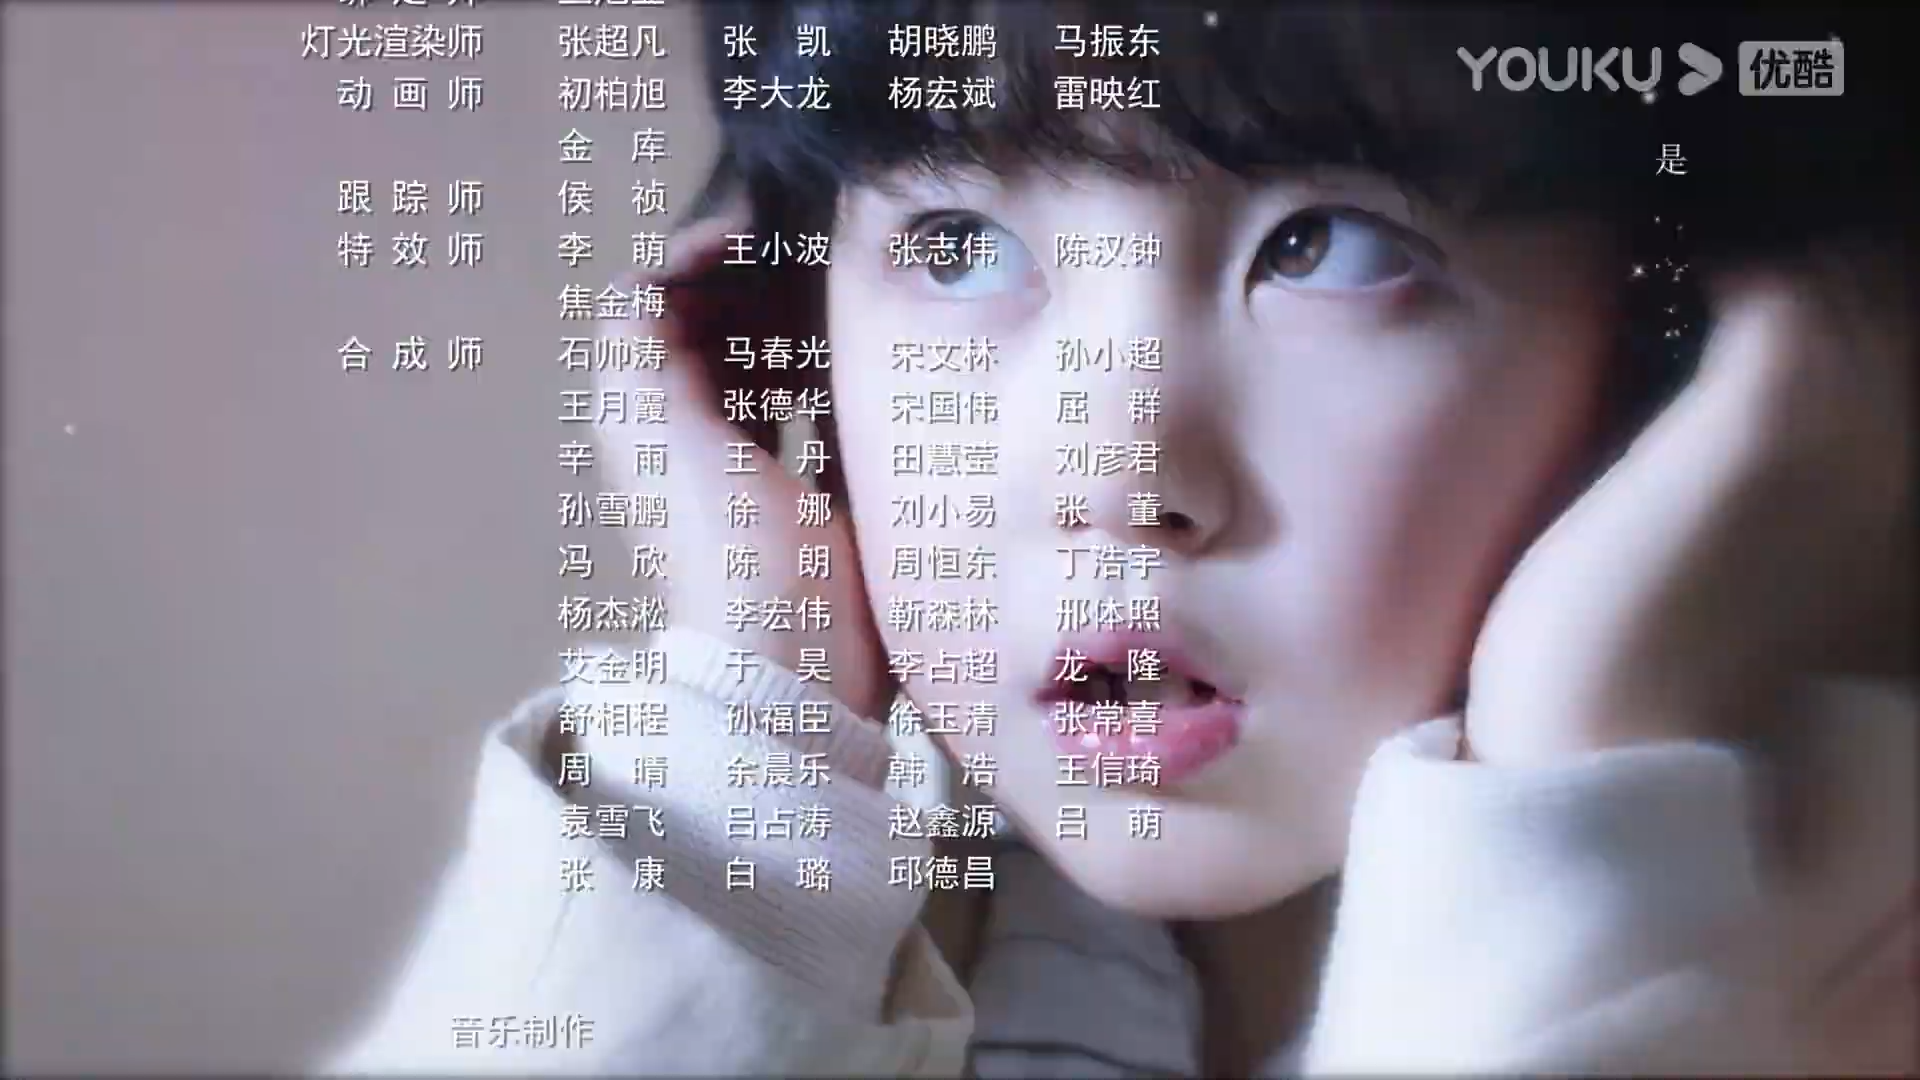 YOUKU 优酷
是
灯光渲染师 张超凡 张 凯 胡晓鹏 马振东
动 画 师 初柏旭 李大龙 杨宏斌 雷映红
金 库
跟 踪 师 侯 祯
特 效 师 李 萌 王小波 张志伟 陈汉钟
焦金梅
合 成 师 石帅涛 马春光 宋文林 孙小超
王月霞 张德华 宋国伟 屈 群
辛 雨 王 丹 田慧莹 刘彦君
孙雪鹏 徐 娜 刘小易 张 董
冯 欣 陈 朗 周恒东 丁浩宇
杨杰淞 李宏伟 靳森林 邢体照
艾金明 于 昊 李占超 龙 隆
舒相程 孙福臣 徐玉清 张常喜
周 晴 余晨乐 韩 浩 王信琦
袁雪飞 吕占涛 赵鑫源 吕 萌
张 康 白 璐 邱德昌
音乐制作